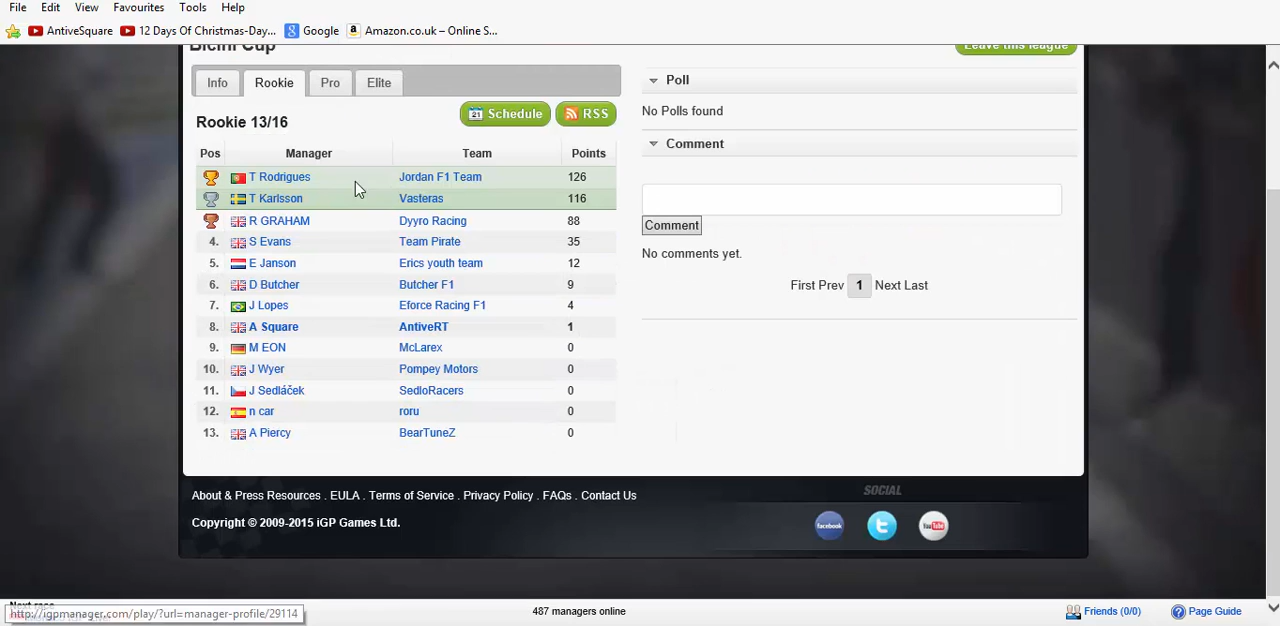 File Edit View Favourites Tools Help
AntiveSquare 12 Days Of Christmas-Day... Google Amazon.co.uk – Online S...
Bicini Cup Leave this league
Info Rookie Pro Elite
Poll
No Polls found
Schedule RSS
Rookie 13/16
Comment
Pos Manager Team Points
T Rodrigues Jordan F1 Team 126
T Karlsson Vasteras 116
R GRAHAM Dyyro Racing 88
4. S Evans Team Pirate 35
5. E Janson Erics youth team 12
6. D Butcher Butcher F1 9
7. J Lopes Eforce Racing F1 4
8. A Square AntiveRT 1
9. M EON McLarex 0
10. J Wyer Pompey Motors 0
11. J Sedláček SedloRacers 0
12. n car roru 0
13. A Piercy BearTuneZ 0
Comment
No comments yet.
First Prev 1 Next Last
About & Press Resources . EULA . Terms of Service . Privacy Policy . FAQs . Contact Us
Copyright © 2009-2015 iGP Games Ltd.
SOCIAL
facebook
You Tube
http://igpmanager.com/play/?url=manager-profile/29114
487 managers online
Friends (0/0) Page Guide